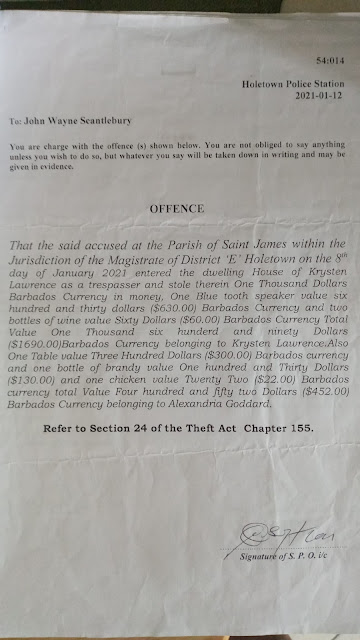 54:014
Holetown Police Station
2021-01-12
To: John Wayne Scantlebury
You are charge with the offence (s) shown below. You are not obliged to say anything
unless you wish to do so, but whatever you say will be taken down in writing and may be
given in evidence.
OFFENCE
That the said accused at the Parish of Saint James within the
Jurisdiction of the Magistrate of District 'E' Holetown on the 8th
day of January 2021 entered the dwelling House of Krysten
Lawrence as a trespasser and stole therein One Thousand Dollars
Barbados Currency in money, One Blue tooth speaker value six
hundred and thirty dollars ($630.00) Barbados Currency and two
bottles of wine value Sixty Dollars ($60.00) Barbados Currency Total
Value One Thousand six hunderd and ninety Dollars
($1690.00)Barbados Currency belonging to Krysten Lawrence.Also
One Table value Three Hundred Dollars ($300.00) Barbados currency
and one bottle of brandy value One hundred and Thirty Dollars
($130.00) and one chicken value Twenty Two ($22.00) Barbados
currency total Value Four hundred and fifty two Dollars ($452.00)
Barbados Currency belonging to Alexandria Goddard.
Refer to Section 24 of the Theft Act Chapter 155.
Signature of S. P. O. i/c